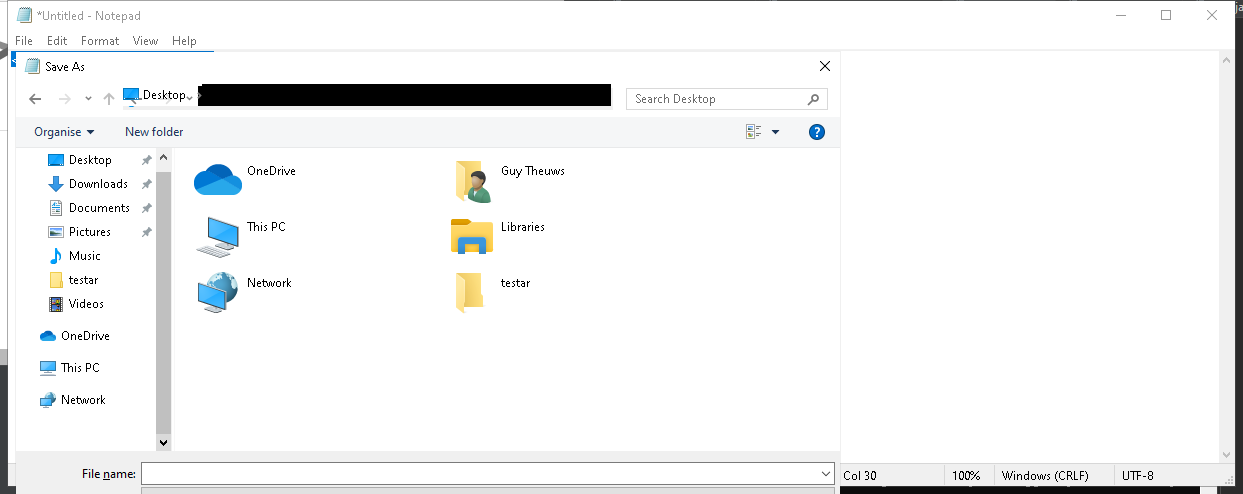 *Untitled - Notepad
File Edit Format View Help
Save As
Desktop
Search Desktop
Organise New folder
Desktop
Downloads
Documents
Pictures
Music
testar
Videos
OneDrive
This PC
Network
OneDrive Guy Theuws
This PC Libraries
Network testar
File name:
Col 30 100% Windows (CRLF) UTF-8